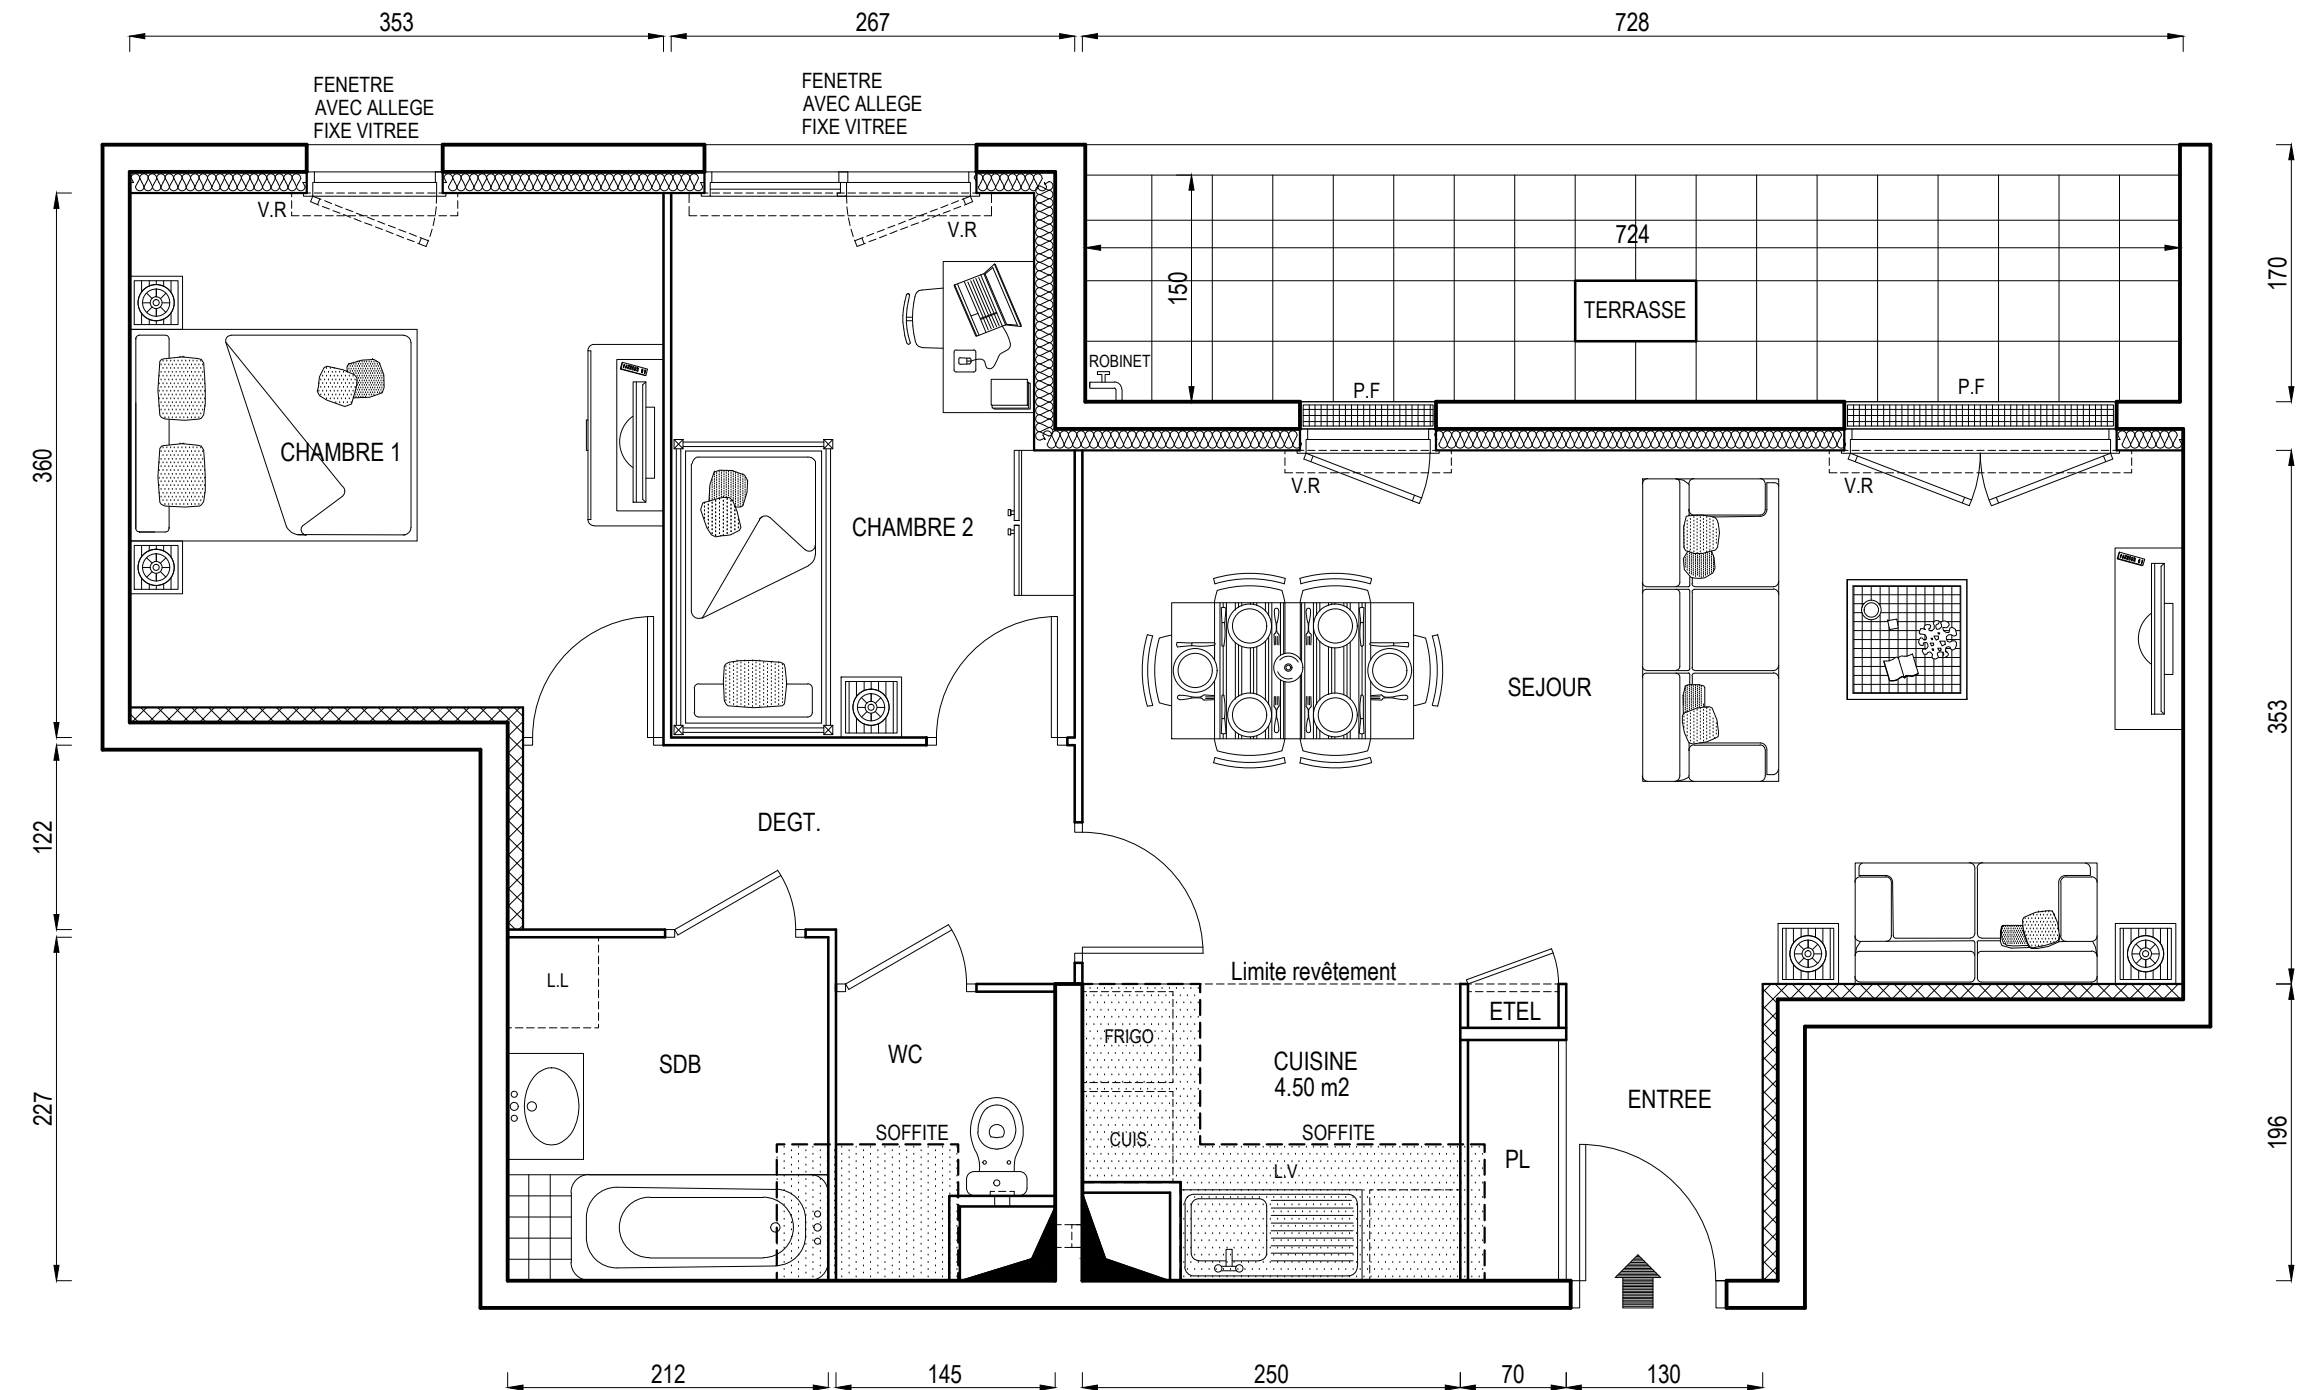 353
267
728
FENETRE
AVEC ALLEGE
FIXE VITREE
FENETRE
AVEC ALLEGE
FIXE VITREE
V.R
V.R
724
150
170
TERRASSE
ROBINET
P.F
P.F
CHAMBRE 1
360
V.R
V.R
CHAMBRE 2
SEJOUR
353
DEGT.
122
Limite revêtement
L.L
ETEL
FRIGO
WC
SDB
CUISINE
4.50 m2
ENTREE
227
SOFFITE
CUIS.
SOFFITE
196
L.V
PL
212
145
250
70
130